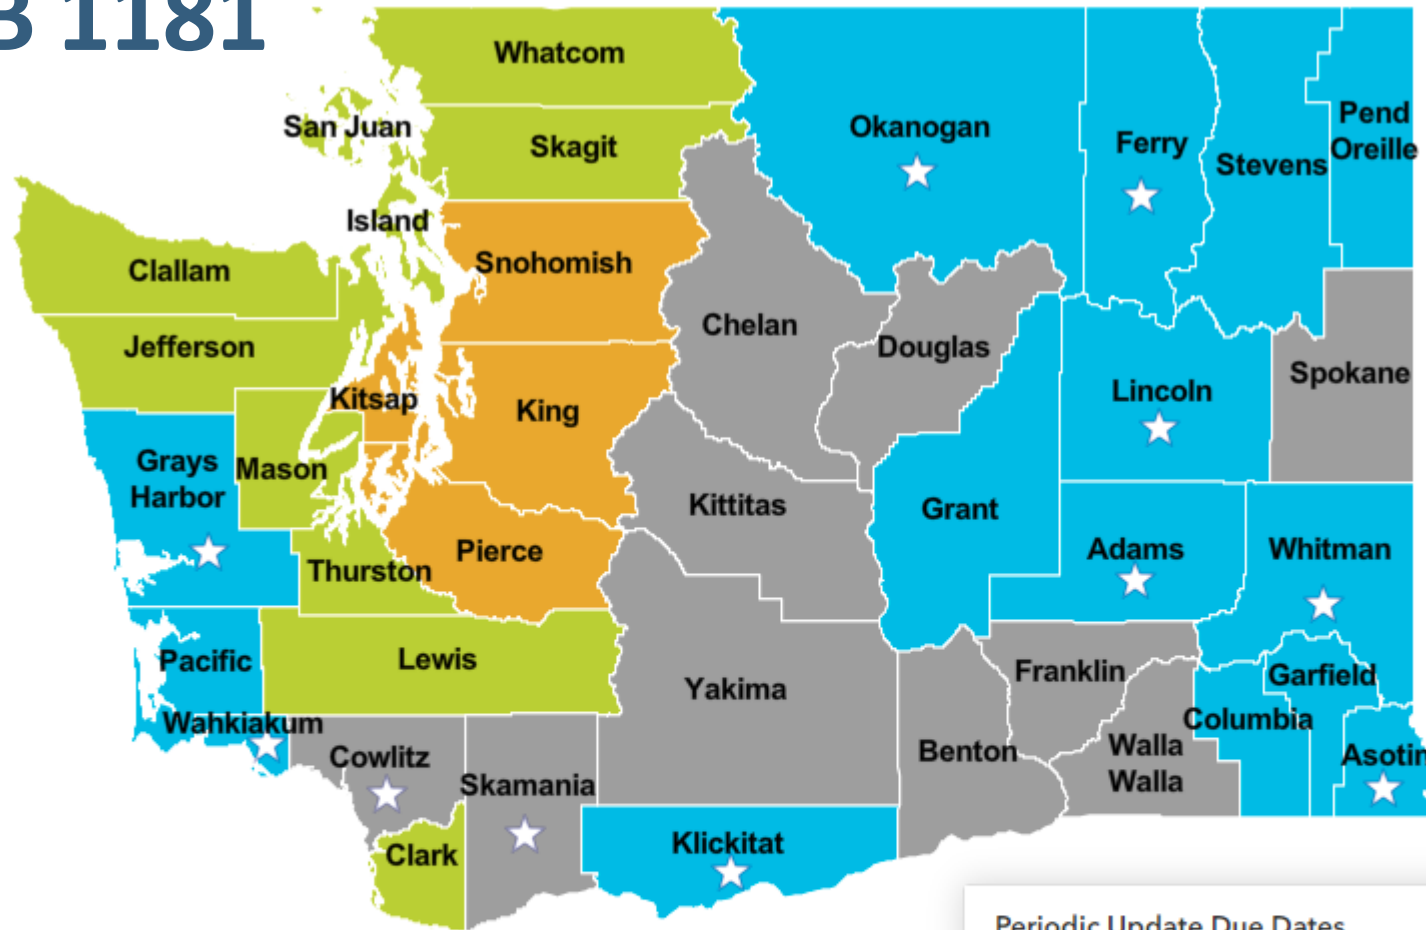 B 1181
Whatcom
San Juan
Skagit
Okanogan
Ferry
Stevens
Pend
Oreille
Island
Clallam
Snohomish
Jefferson
Chelan
Douglas
Kitsap
King
Lincoln
Spokane
Grays
Harbor
Mason
Kittitas
Grant
Adams
Whitman
Thurston
Pierce
Pacific
Lewis
Yakima
Franklin
Garfield
Wahkiakum
Columbia
Cowlitz
Skamania
Benton
Walla
Walla
Asotin
Clark
Klickitat
Periodic Update Due Dates